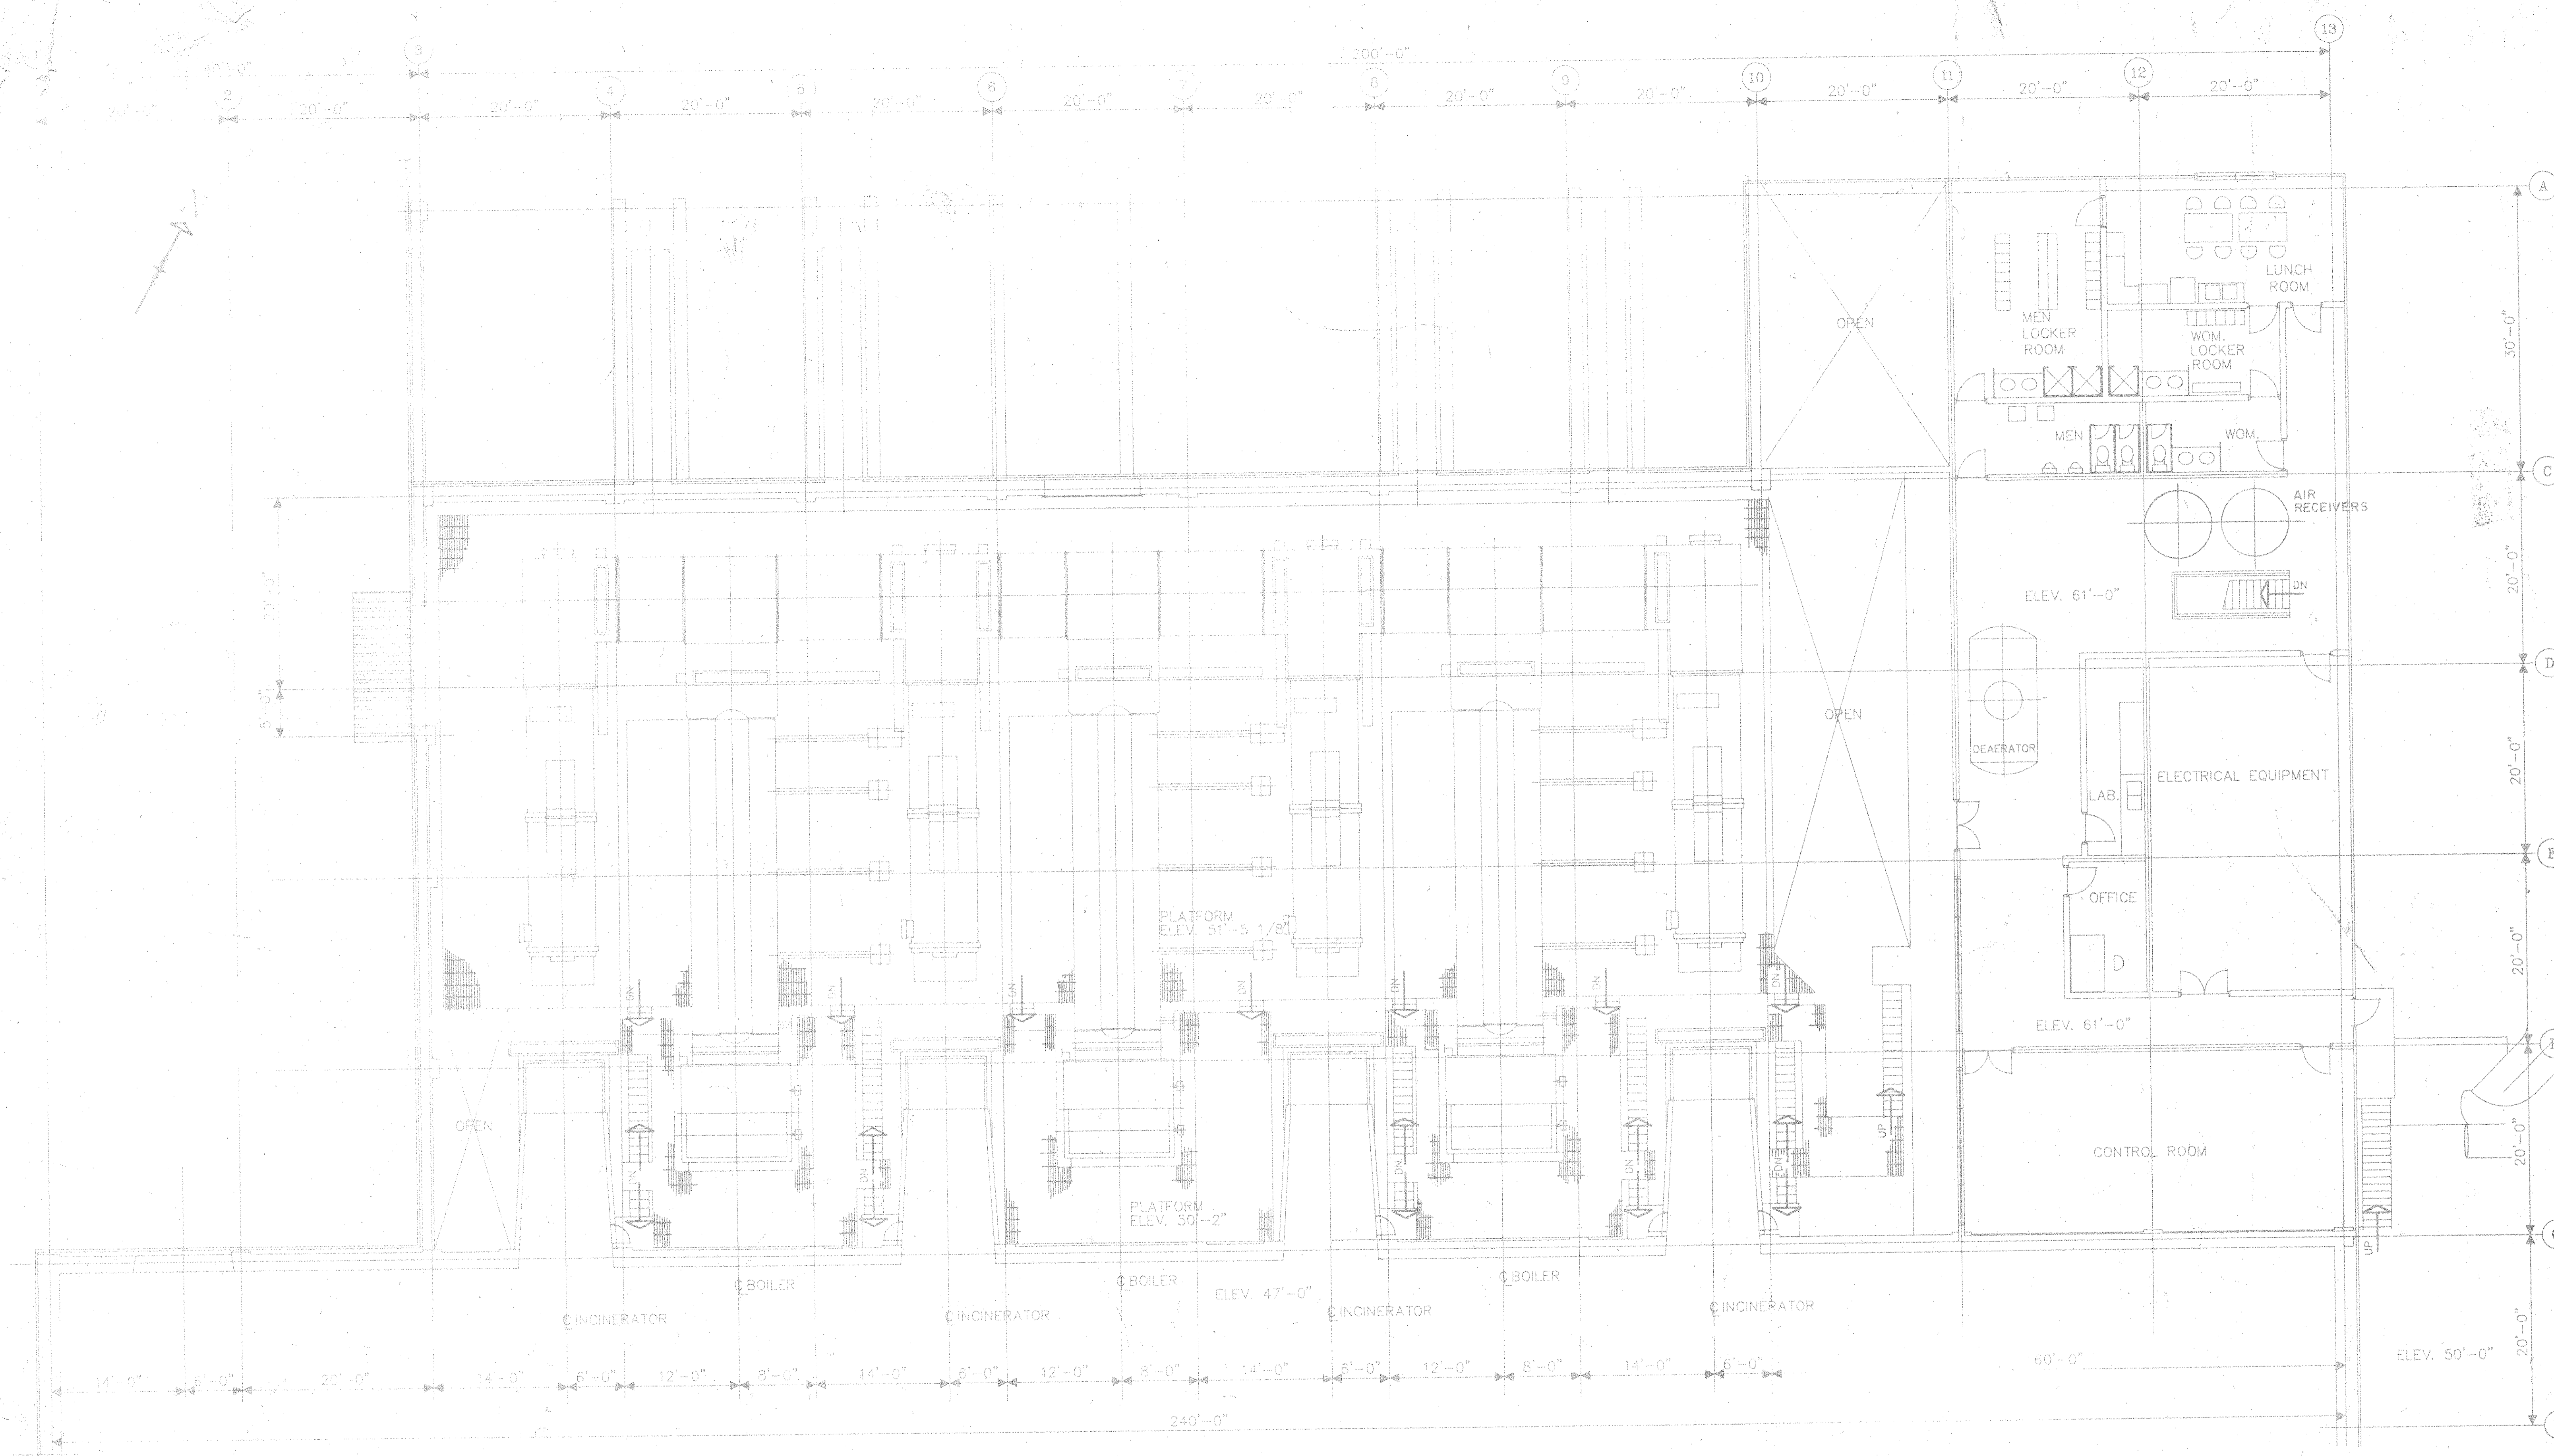 13
200'-0"
40'-0"
3
2
4
5
6
7
8
9
10
11
12
20'-0"
20'-0"
20'-0"
20'-0"
20'-0"
20'-0"
20'-0"
20'-0"
20'-0"
20'-0"
20'-0"
20'-0"
A
LUNCH
ROOM
OPEN
MEN
LOCKER
ROOM
WOM.
LOCKER
ROOM
30'-0"
MEN
WOM.
C
AIR
RECEIVERS
DN
ELEV. 61'-0"
20'-0"
D
5'-0"
OPEN
DEAERATOR
LAB.
ELECTRICAL EQUIPMENT
20'-0"
E
OFFICE
PLATFORM
ELEV. 51'-5 1/8"
20'-0"
DN
DN
DN
DN
DN
DN
DN
ELEV. 61'-0"
OPEN
UP
CONTROL ROOM
20'-0"
DN
DN
DN
DN
DN
PLATFORM
ELEV. 50'-2"
UP
℄ BOILER
℄ BOILER
℄ BOILER
ELEV. 47'-0"
℄ INCINERATOR
℄ INCINERATOR
℄ INCINERATOR
℄ INCINERATOR
20'-0"
ELEV. 50'-0"
14'-0"
6'-0"
20'-0"
14'-0"
6'-0"
12'-0"
8'-0"
14'-0"
6'-0"
12'-0"
8'-0"
14'-0"
6'-0"
12'-0"
8'-0"
14'-0"
6'-0"
60'-0"
240'-0"